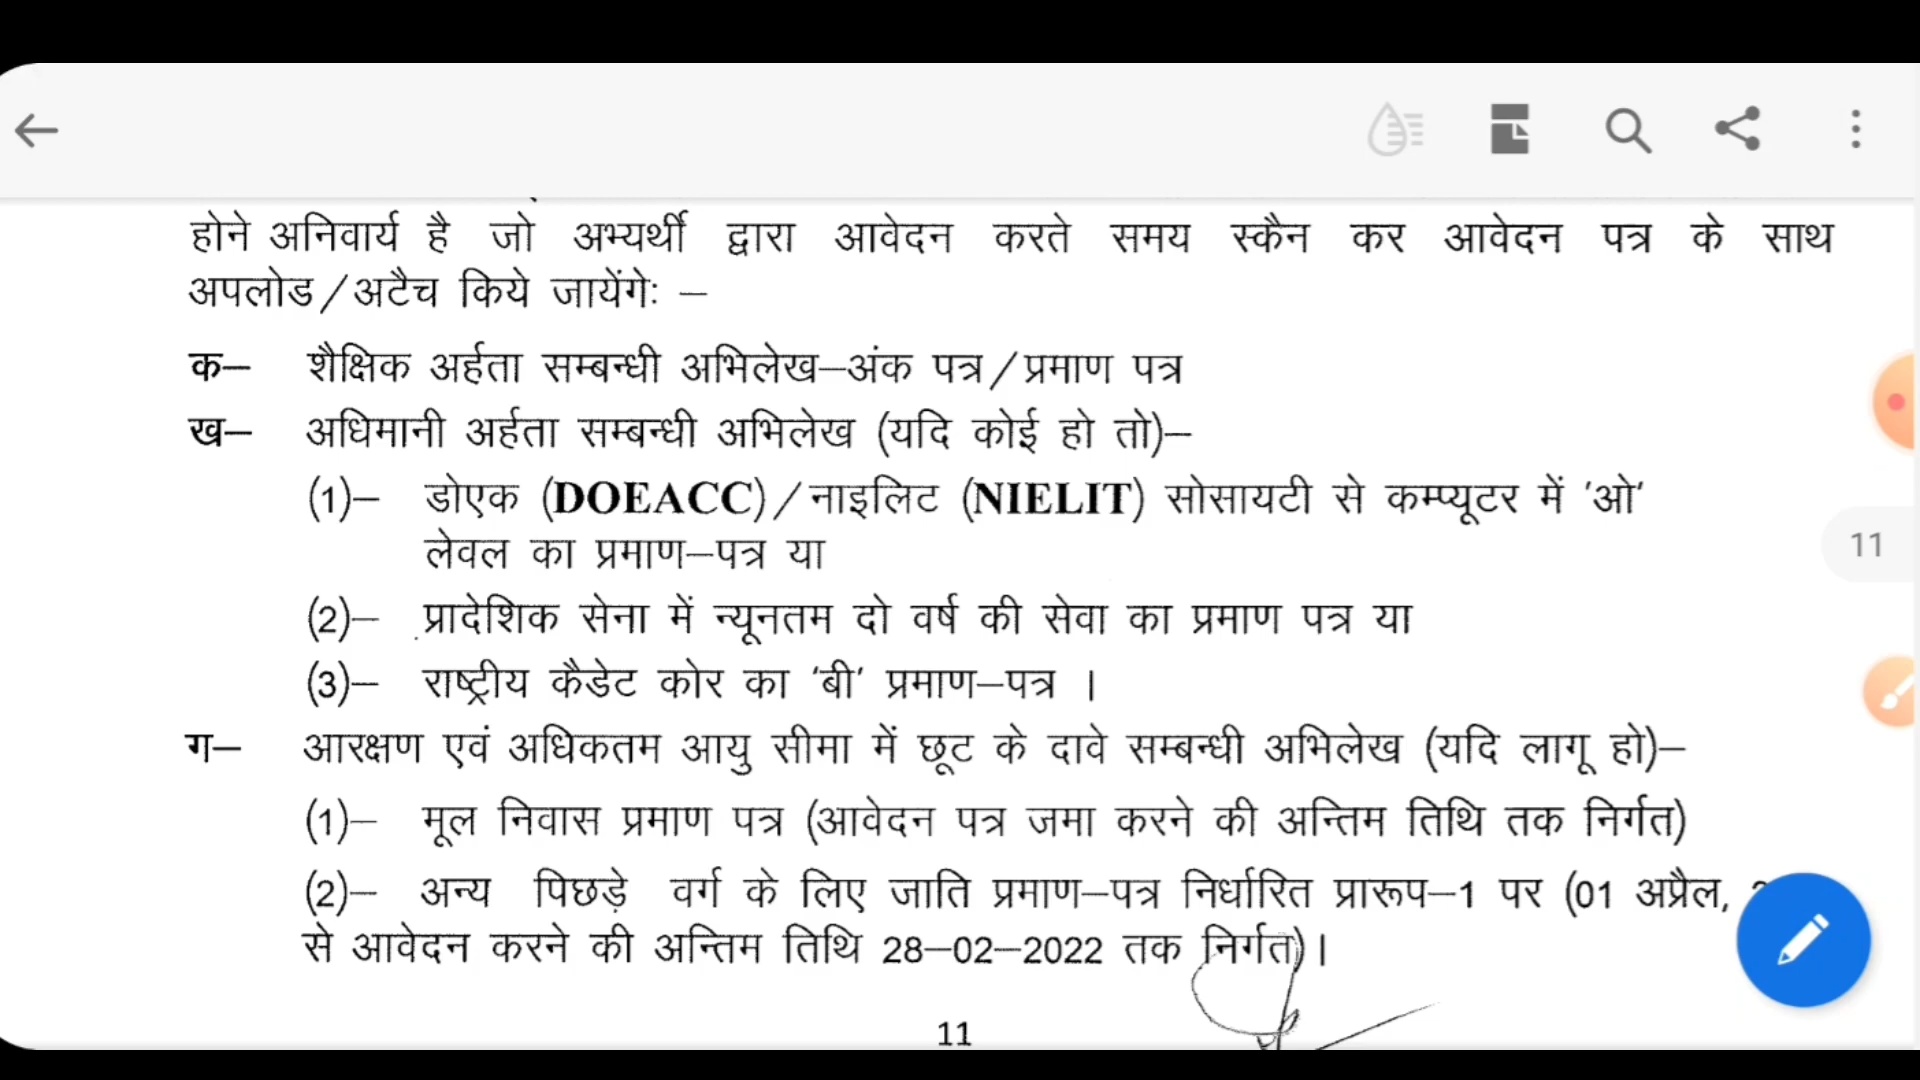 होने अनिवार्य है जो अभ्यर्थी द्वारा आवेदन करते समय स्कैन कर आवेदन पत्र के साथ
अपलोड/अटैच किये जायेंगेः –
क– शैक्षिक अर्हता सम्बन्धी अभिलेख–अंक पत्र/प्रमाण पत्र
ख– अधिमानी अर्हता सम्बन्धी अभिलेख (यदि कोई हो तो)–
(1)– डोएक (DOEACC)/नाइलिट (NIELIT) सोसायटी से कम्प्यूटर में 'ओ'
लेवल का प्रमाण–पत्र या
11
(2)– प्रादेशिक सेना में न्यूनतम दो वर्ष की सेवा का प्रमाण पत्र या
(3)– राष्ट्रीय कैडेट कोर का 'बी' प्रमाण–पत्र ।
ग– आरक्षण एवं अधिकतम आयु सीमा में छूट के दावे सम्बन्धी अभिलेख (यदि लागू हो)–
(1)– मूल निवास प्रमाण पत्र (आवेदन पत्र जमा करने की अन्तिम तिथि तक निर्गत)
(2)– अन्य पिछड़े वर्ग के लिए जाति प्रमाण–पत्र निर्धारित प्रारूप–1 पर (01 अप्रैल,
से आवेदन करने की अन्तिम तिथि 28–02–2022 तक निर्गत)।
11